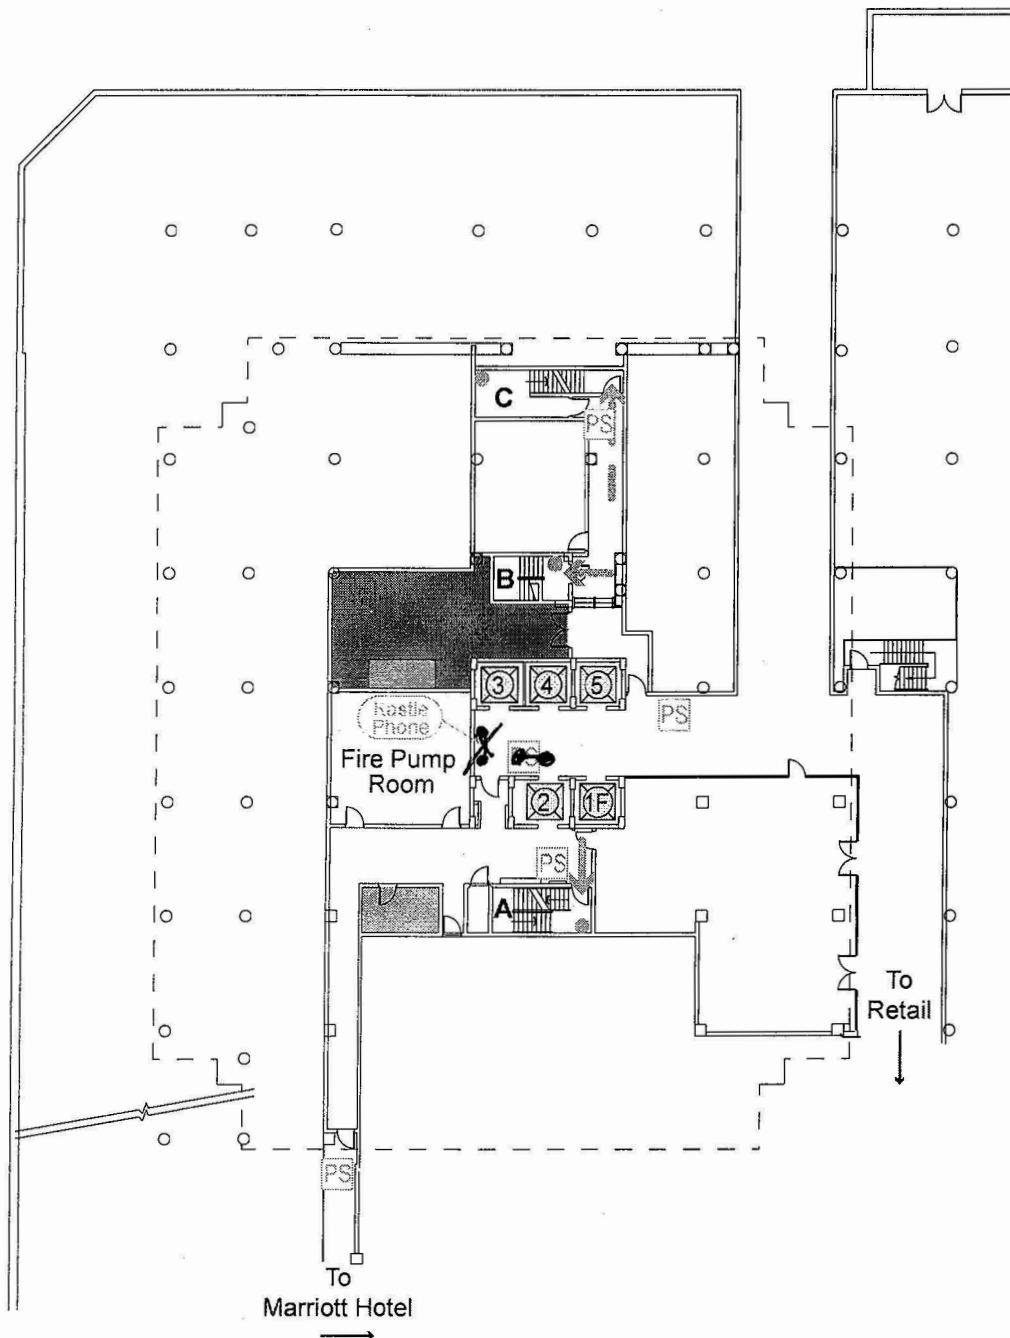 C
PS
B
3
4
5
PS
Kastle
Phone
Fire Pump
Room
2
1F
PS
A
To
Retail
PS
To
Marriott Hotel